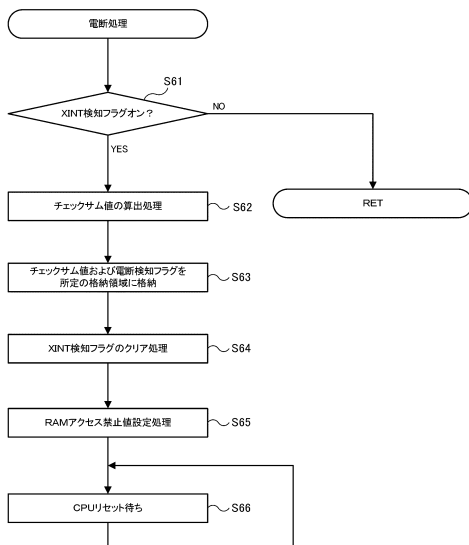 電断処理
S61
XINT検知フラグオン？
NO
YES
RET
チェックサム値の算出処理
S62
チェックサム値および電断検知フラグを
所定の格納領域に格納
S63
XINT検知フラグのクリア処理
S64
RAMアクセス禁止値設定処理
S65
CPUリセット待ち
S66